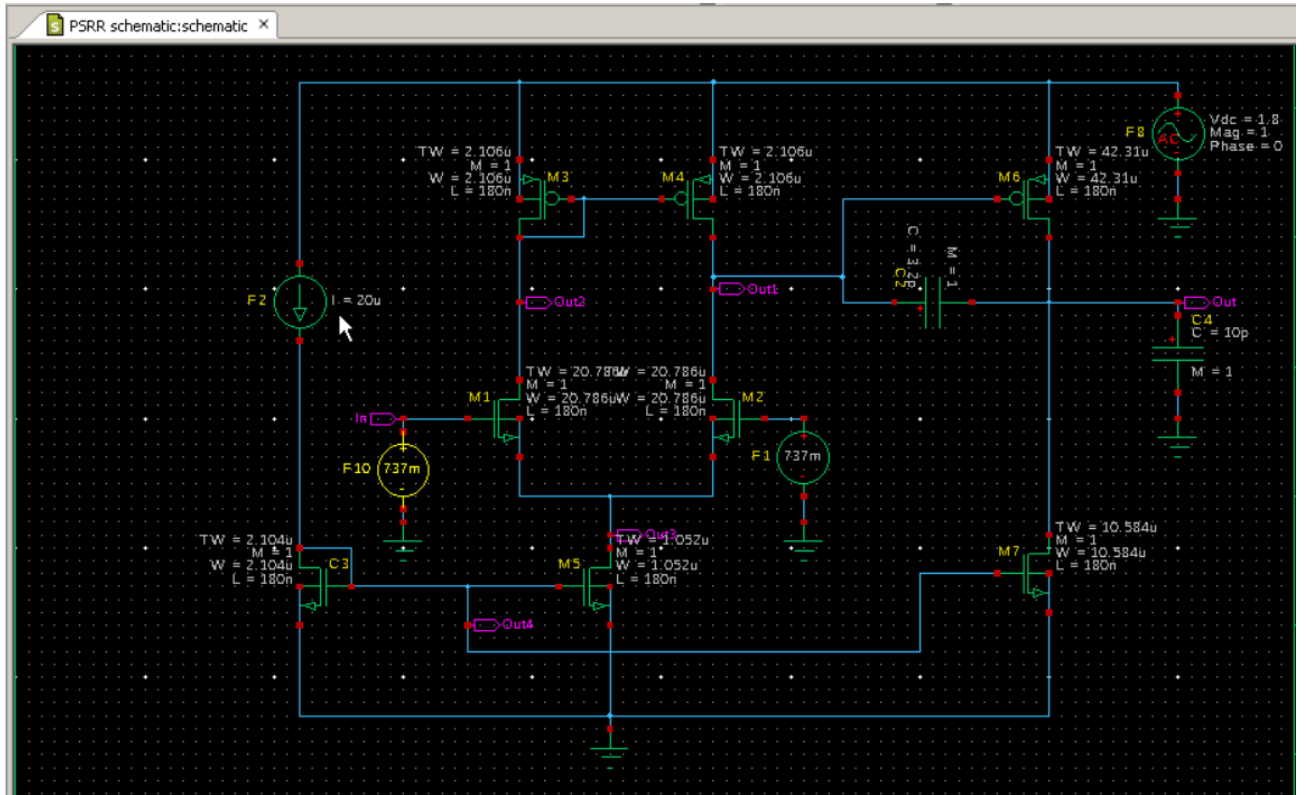 PSRR schematic:schematic ×
F8
AC
Vdc = 1.8
Mag = 1
Phase = 0
TW = 2.106u
M = 1
W = 2.106u
L = 180n
M3
M4
TW = 2.106u
M = 1
W = 2.106u
L = 180n
M6
TW = 42.31u
M = 1
W = 42.31u
L = 180n
C = 3.2p
C2
M = 1
F2
I = 20u
Out2
Out1
Out
C4
C = 10p
M = 1
M1
TW = 20.786u
M = 1
W = 20.786u
L = 180n
W = 20.786u
M = 1
W = 20.786u
L = 180n
M2
In
F10
737m
F1
737m
TW = 2.104u
M = 1
W = 2.104u
L = 180n
C3
Out3
M5
TW = 1.052u
M = 1
W = 1.052u
L = 180n
M7
TW = 10.584u
M = 1
W = 10.584u
L = 180n
Out4